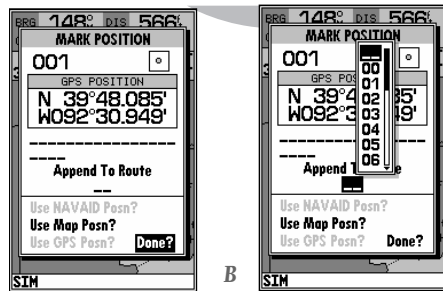 BRG 148° DIS 566
MARK POSITION
001
GPS POSITION
N 39°48.085'
W092°30.949'
Append To Route
Use NAVAID Posn?
Use Map Posn?
Use GPS Posn? Done?
SIM
B
BRG 148° DIS 566
MARK POSITION
001
00
01
02
03
04
05
06
GPS PO
N 39°4 85'
W092° 49'
Append T e
Use NAVAID Posn?
Use Map Posn?
Use GPS Posn? Done?
SIM